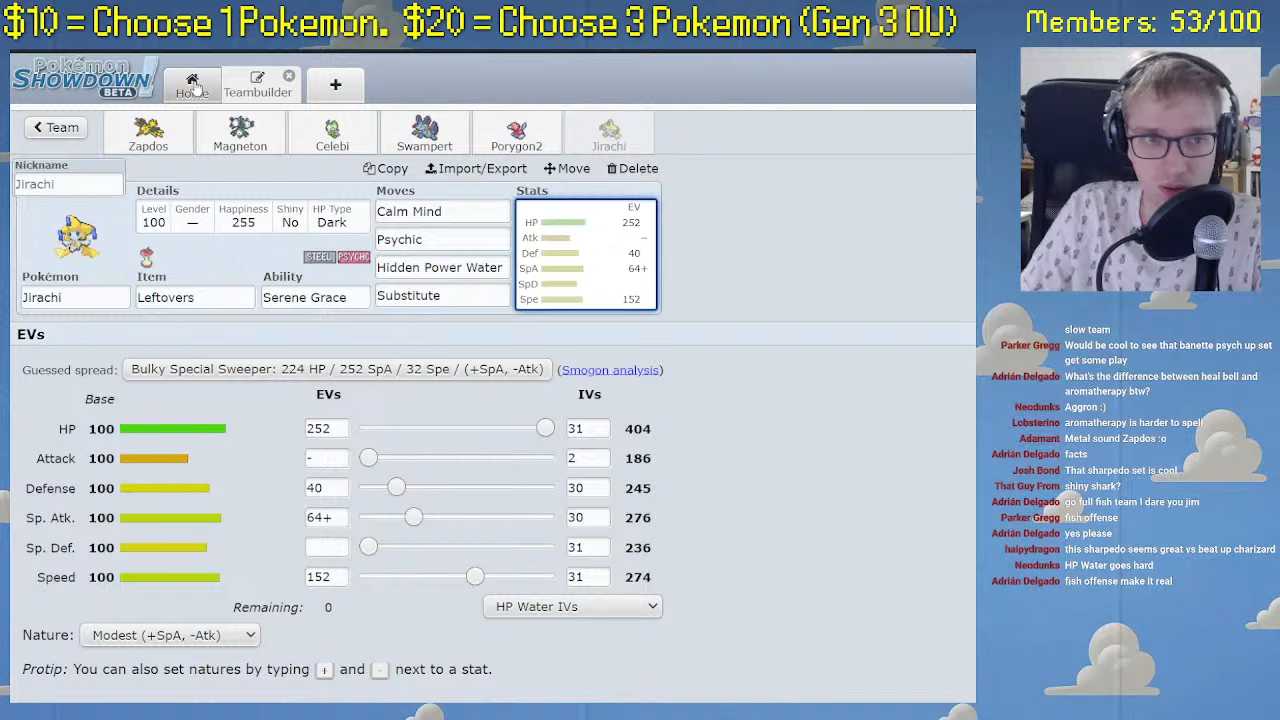 $10 = Choose 1 Pokemon. $20 = Choose 3 Pokemon (Gen 3 OU)
Members: 53/100
Pokémon
SHOWDOWN!
BETA
Home
Teambuilder
+
Team
Zapdos
Magneton
Celebi
Swampert
Porygon2
Jirachi
Nickname
Jirachi
Copy
Import/Export
Move
Delete
Details
Level
100
Gender
—
Happiness
255
Shiny
No
HP Type
Dark
STEEL
PSYCHC
Pokémon
Jirachi
Item
Leftovers
Ability
Serene Grace
Moves
Calm Mind
Psychic
Hidden Power Water
Substitute
Stats
EV
HP 252
Atk –
Def 40
SpA 64+
SpD
Spe 152
EVs
Guessed spread: Bulky Special Sweeper: 224 HP / 252 SpA / 32 Spe / (+SpA, -Atk) (Smogon analysis)
Base EVs IVs
HP 100 252 31 404
Attack 100 - 2 186
Defense 100 40 30 245
Sp. Atk. 100 64+ 30 276
Sp. Def. 100 31 236
Speed 100 152 31 274
Remaining: 0
HP Water IVs
Nature: Modest (+SpA, -Atk)
Protip: You can also set natures by typing + and - next to a stat.
slow team
Parker Gregg Would be cool to see that banette psych up set
get some play
Adrián Delgado What's the difference between heal bell and
aromatherapy btw?
Neodunks Aggron :)
Lobsterino aromatherapy is harder to spell
Adamant Metal sound Zapdos :o
Adrián Delgado facts
Josh Bond That sharpedo set is cool
That Guy From shiny shark?
Adrián Delgado go full fish team I dare you jim
Parker Gregg fish offense
Adrián Delgado yes please
haipydragon this sharpedo seems great vs beat up charizard
Neodunks HP Water goes hard
Adrián Delgado fish offense make it real